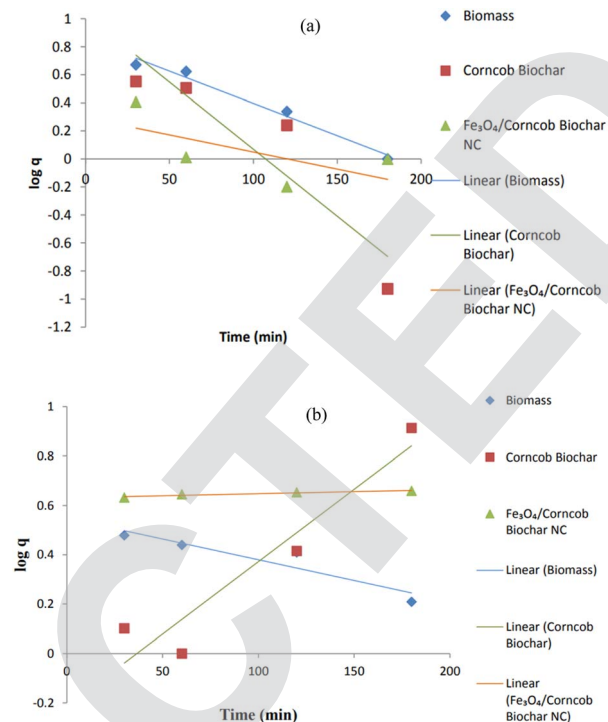 (a)
Biomass
Corncob Biochar
Fe₃O₄/Corncob Biochar
NC
Linear (Biomass)
Linear (Corncob
Biochar)
Linear (Fe₃O₄/Corncob
Biochar NC)
1
0.8
0.6
0.4
0.2
0
-0.2
-0.4
-0.6
-0.8
-1
-1.2
0 50 100 150 200
log q
Time (min)
(b)
Biomass
Corncob Biochar
Fe₃O₄/Corncob
Biochar NC
Linear (Biomass)
Linear (Corncob
Biochar)
Linear
(Fe₃O₄/Corncob
Biochar NC)
1
0.8
0.6
0.4
0.2
0
-0.2
0 50 100 150 200
log q
Time (min)